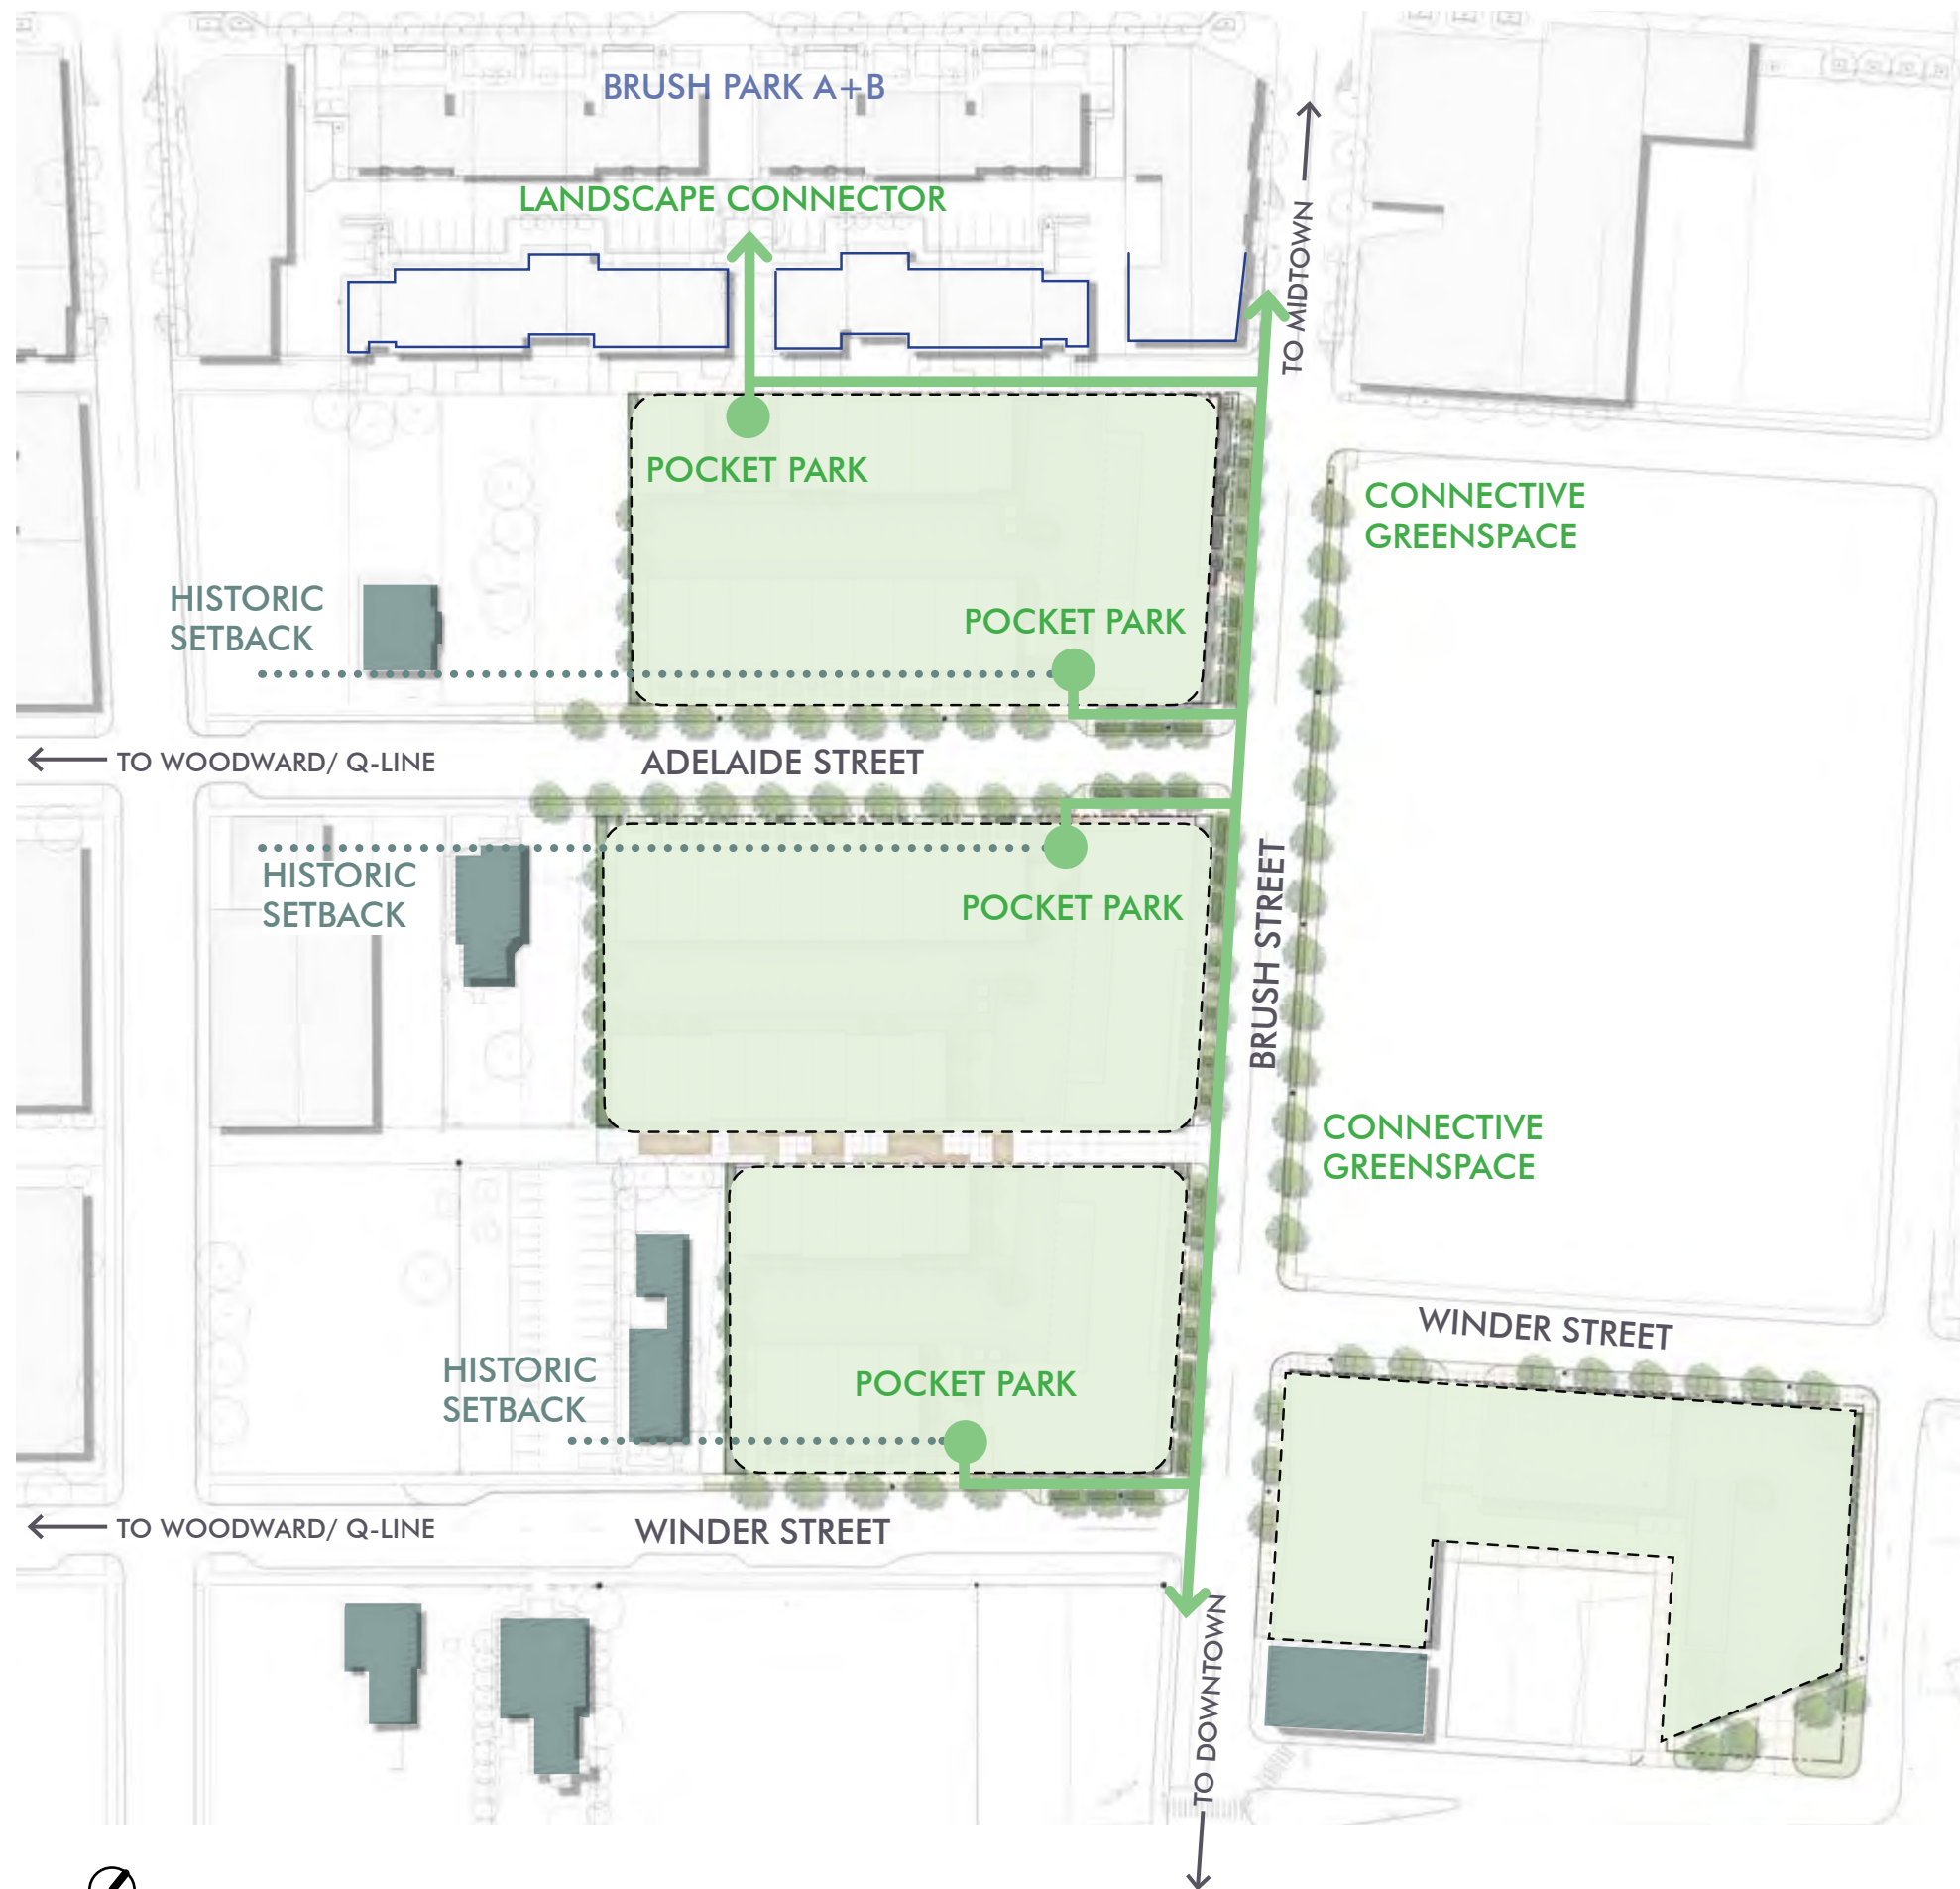 BRUSH PARK A+B
LANDSCAPE CONNECTOR
TO MIDTOWN
POCKET PARK
CONNECTIVE
GREENSPACE
HISTORIC
SETBACK
POCKET PARK
TO WOODWARD/ Q-LINE
ADELAIDE STREET
HISTORIC
SETBACK
POCKET PARK
BRUSH STREET
CONNECTIVE
GREENSPACE
WINDER STREET
HISTORIC
SETBACK
POCKET PARK
TO WOODWARD/ Q-LINE
WINDER STREET
TO DOWNTOWN